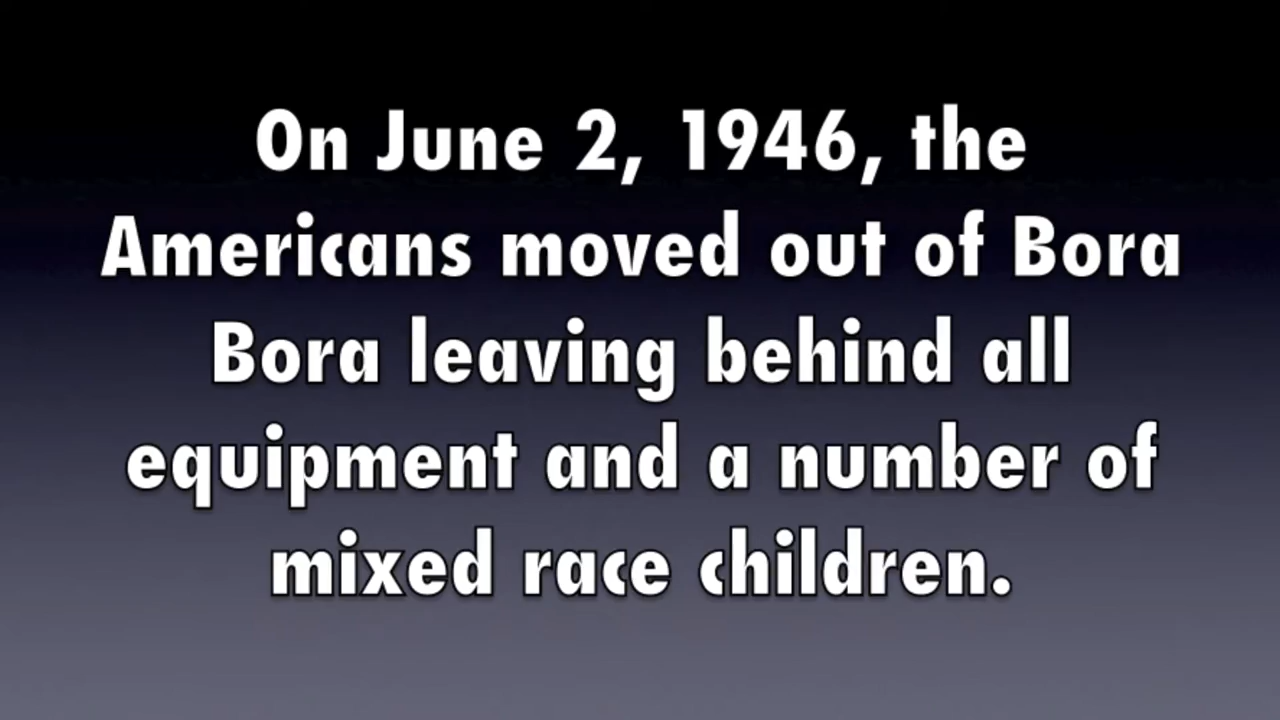 On June 2, 1946, the
Americans moved out of Bora
Bora leaving behind all
equipment and a number of
mixed race children.